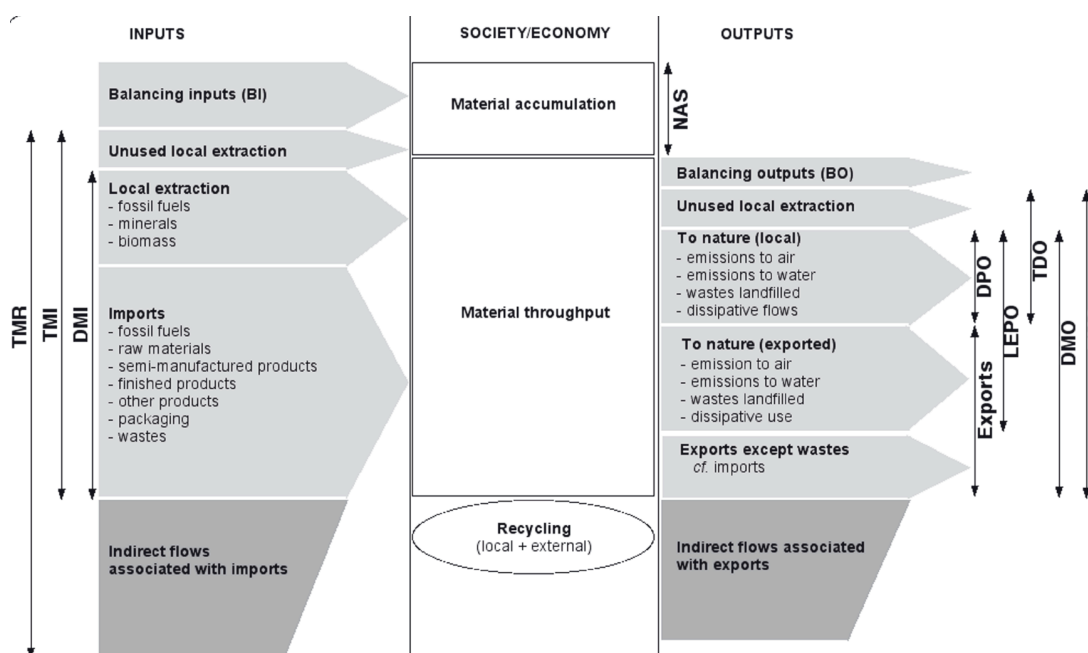 INPUTS
SOCIETY/ECONOMY
OUTPUTS
Balancing inputs (BI)
Unused local extraction
Local extraction
- fossil fuels
- minerals
- biomass
Imports
- fossil fuels
- raw materials
- semi-manufactured products
- finished products
- other products
- packaging
- wastes
Indirect flows
associated with imports
TMR
TMI
DMI
Material accumulation
Material throughput
Recycling
(local + external)
NAS
Balancing outputs (BO)
Unused local extraction
To nature (local)
- emissions to air
- emissions to water
- wastes landfilled
- dissipative flows
To nature (exported)
- emission to air
- emissions to water
- wastes landfilled
- dissipative use
Exports except wastes
cf. imports
Indirect flows associated
with exports
DPO
Exports
LEPO
TDO
DMO